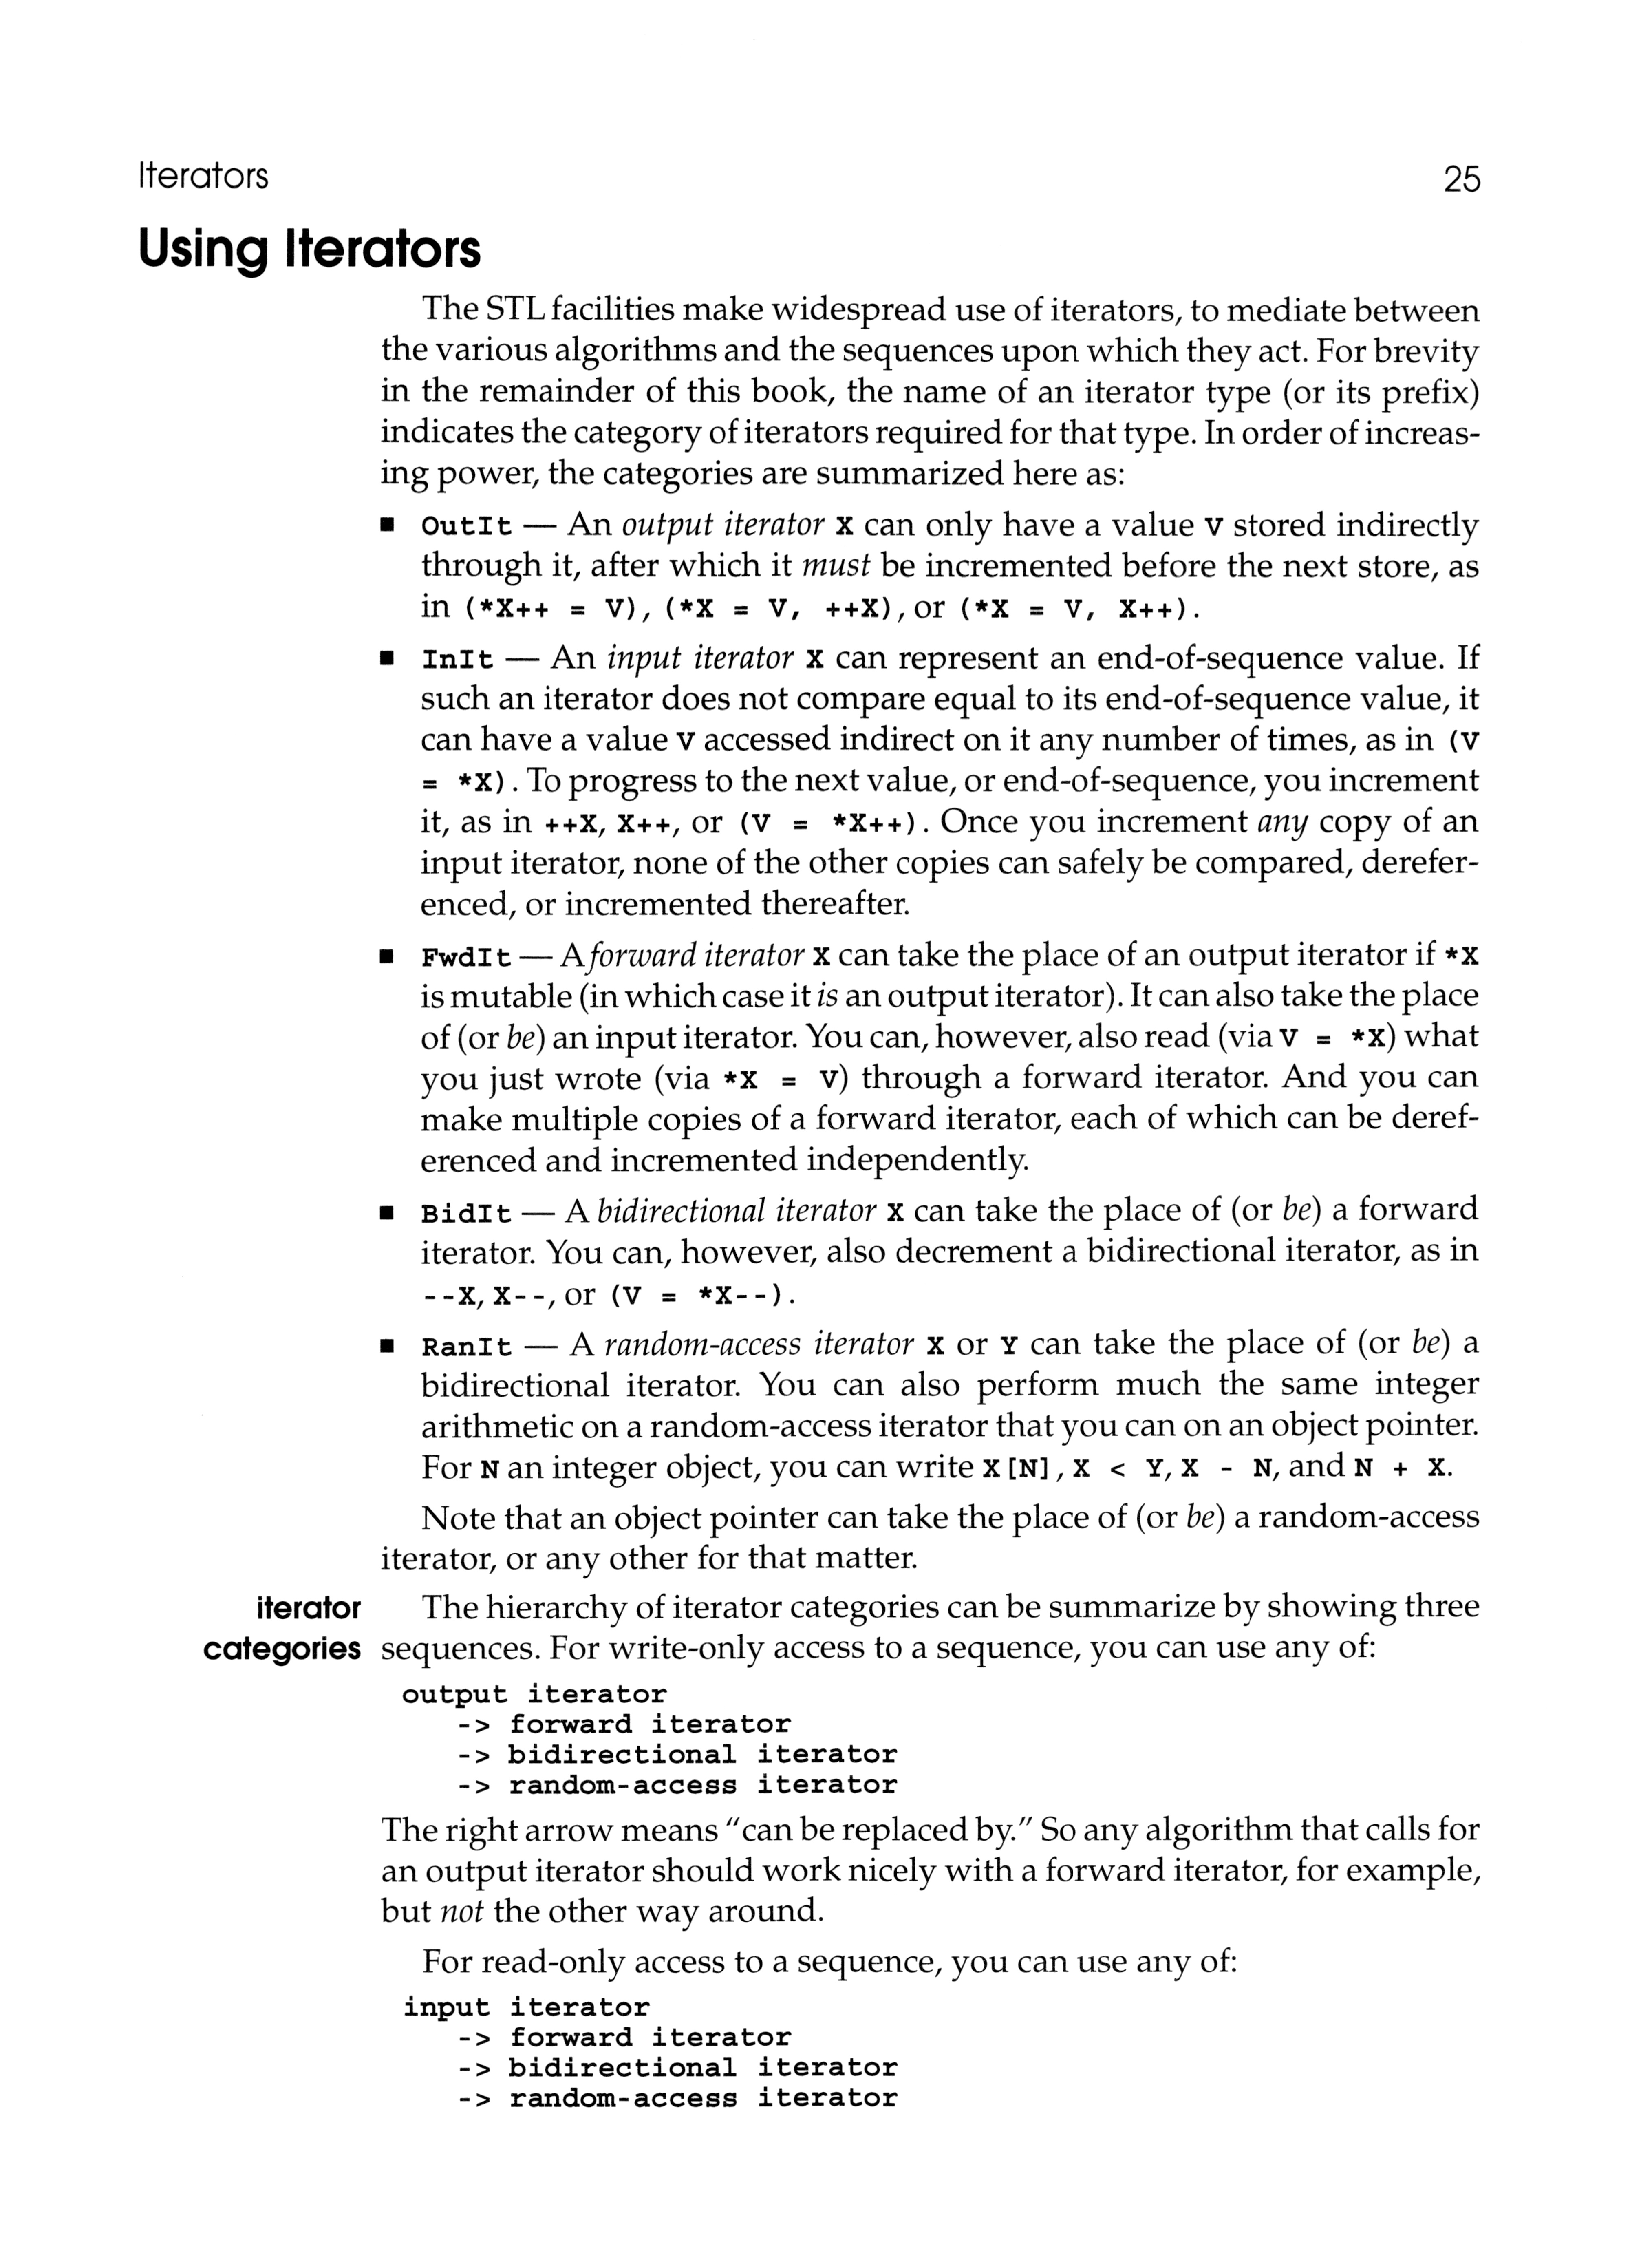 Iterators 25
Using Iterators
The STL facilities make widespread use of iterators, to mediate between
the various algorithms and the sequences upon which they act. For brevity
in the remainder of this book, the name of an iterator type (or its prefix)
indicates the category of iterators required for that type. In order of increas-
ing power, the categories are summarized here as:
■ OutIt — An output iterator X can only have a value V stored indirectly
through it, after which it must be incremented before the next store, as
in (*X++ = V), (*X = V, ++X), or (*X = V, X++).
■ InIt — An input iterator X can represent an end-of-sequence value. If
such an iterator does not compare equal to its end-of-sequence value, it
can have a value V accessed indirect on it any number of times, as in (V
= *X). To progress to the next value, or end-of-sequence, you increment
it, as in ++X, X++, or (V = *X++). Once you increment any copy of an
input iterator, none of the other copies can safely be compared, derefer-
enced, or incremented thereafter.
■ FwdIt — A forward iterator X can take the place of an output iterator if *X
is mutable (in which case it is an output iterator). It can also take the place
of (or be) an input iterator. You can, however, also read (via V = *X) what
you just wrote (via *X = V) through a forward iterator. And you can
make multiple copies of a forward iterator, each of which can be deref-
erenced and incremented independently.
■ BidIt — A bidirectional iterator X can take the place of (or be) a forward
iterator. You can, however, also decrement a bidirectional iterator, as in
--X, X--, or (V = *X--).
■ RanIt — A random-access iterator X or Y can take the place of (or be) a
bidirectional iterator. You can also perform much the same integer
arithmetic on a random-access iterator that you can on an object pointer.
For N an integer object, you can write X[N], X < Y, X - N, and N + X.
Note that an object pointer can take the place of (or be) a random-access
iterator, or any other for that matter.
iterator The hierarchy of iterator categories can be summarize by showing three
categories sequences. For write-only access to a sequence, you can use any of:
output iterator
-> forward iterator
-> bidirectional iterator
-> random-access iterator
The right arrow means "can be replaced by." So any algorithm that calls for
an output iterator should work nicely with a forward iterator, for example,
but not the other way around.
For read-only access to a sequence, you can use any of:
input iterator
-> forward iterator
-> bidirectional iterator
-> random-access iterator